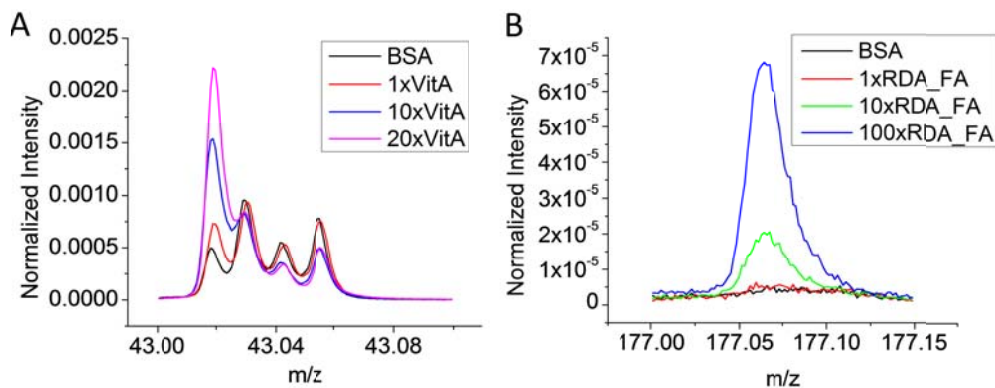 A
Normalized Intensity
0.0025
0.0020
0.0015
0.0010
0.0005
0.0000
43.00
43.04
43.08
m/z
BSA
1xVitA
10xVitA
20xVitA
B
Normalized Intensity
7x10-5
6x10-5
5x10-5
4x10-5
3x10-5
2x10-5
1x10-5
0
177.00
177.05
177.10
177.15
m/z
BSA
1xRDA_FA
10xRDA_FA
100xRDA_FA